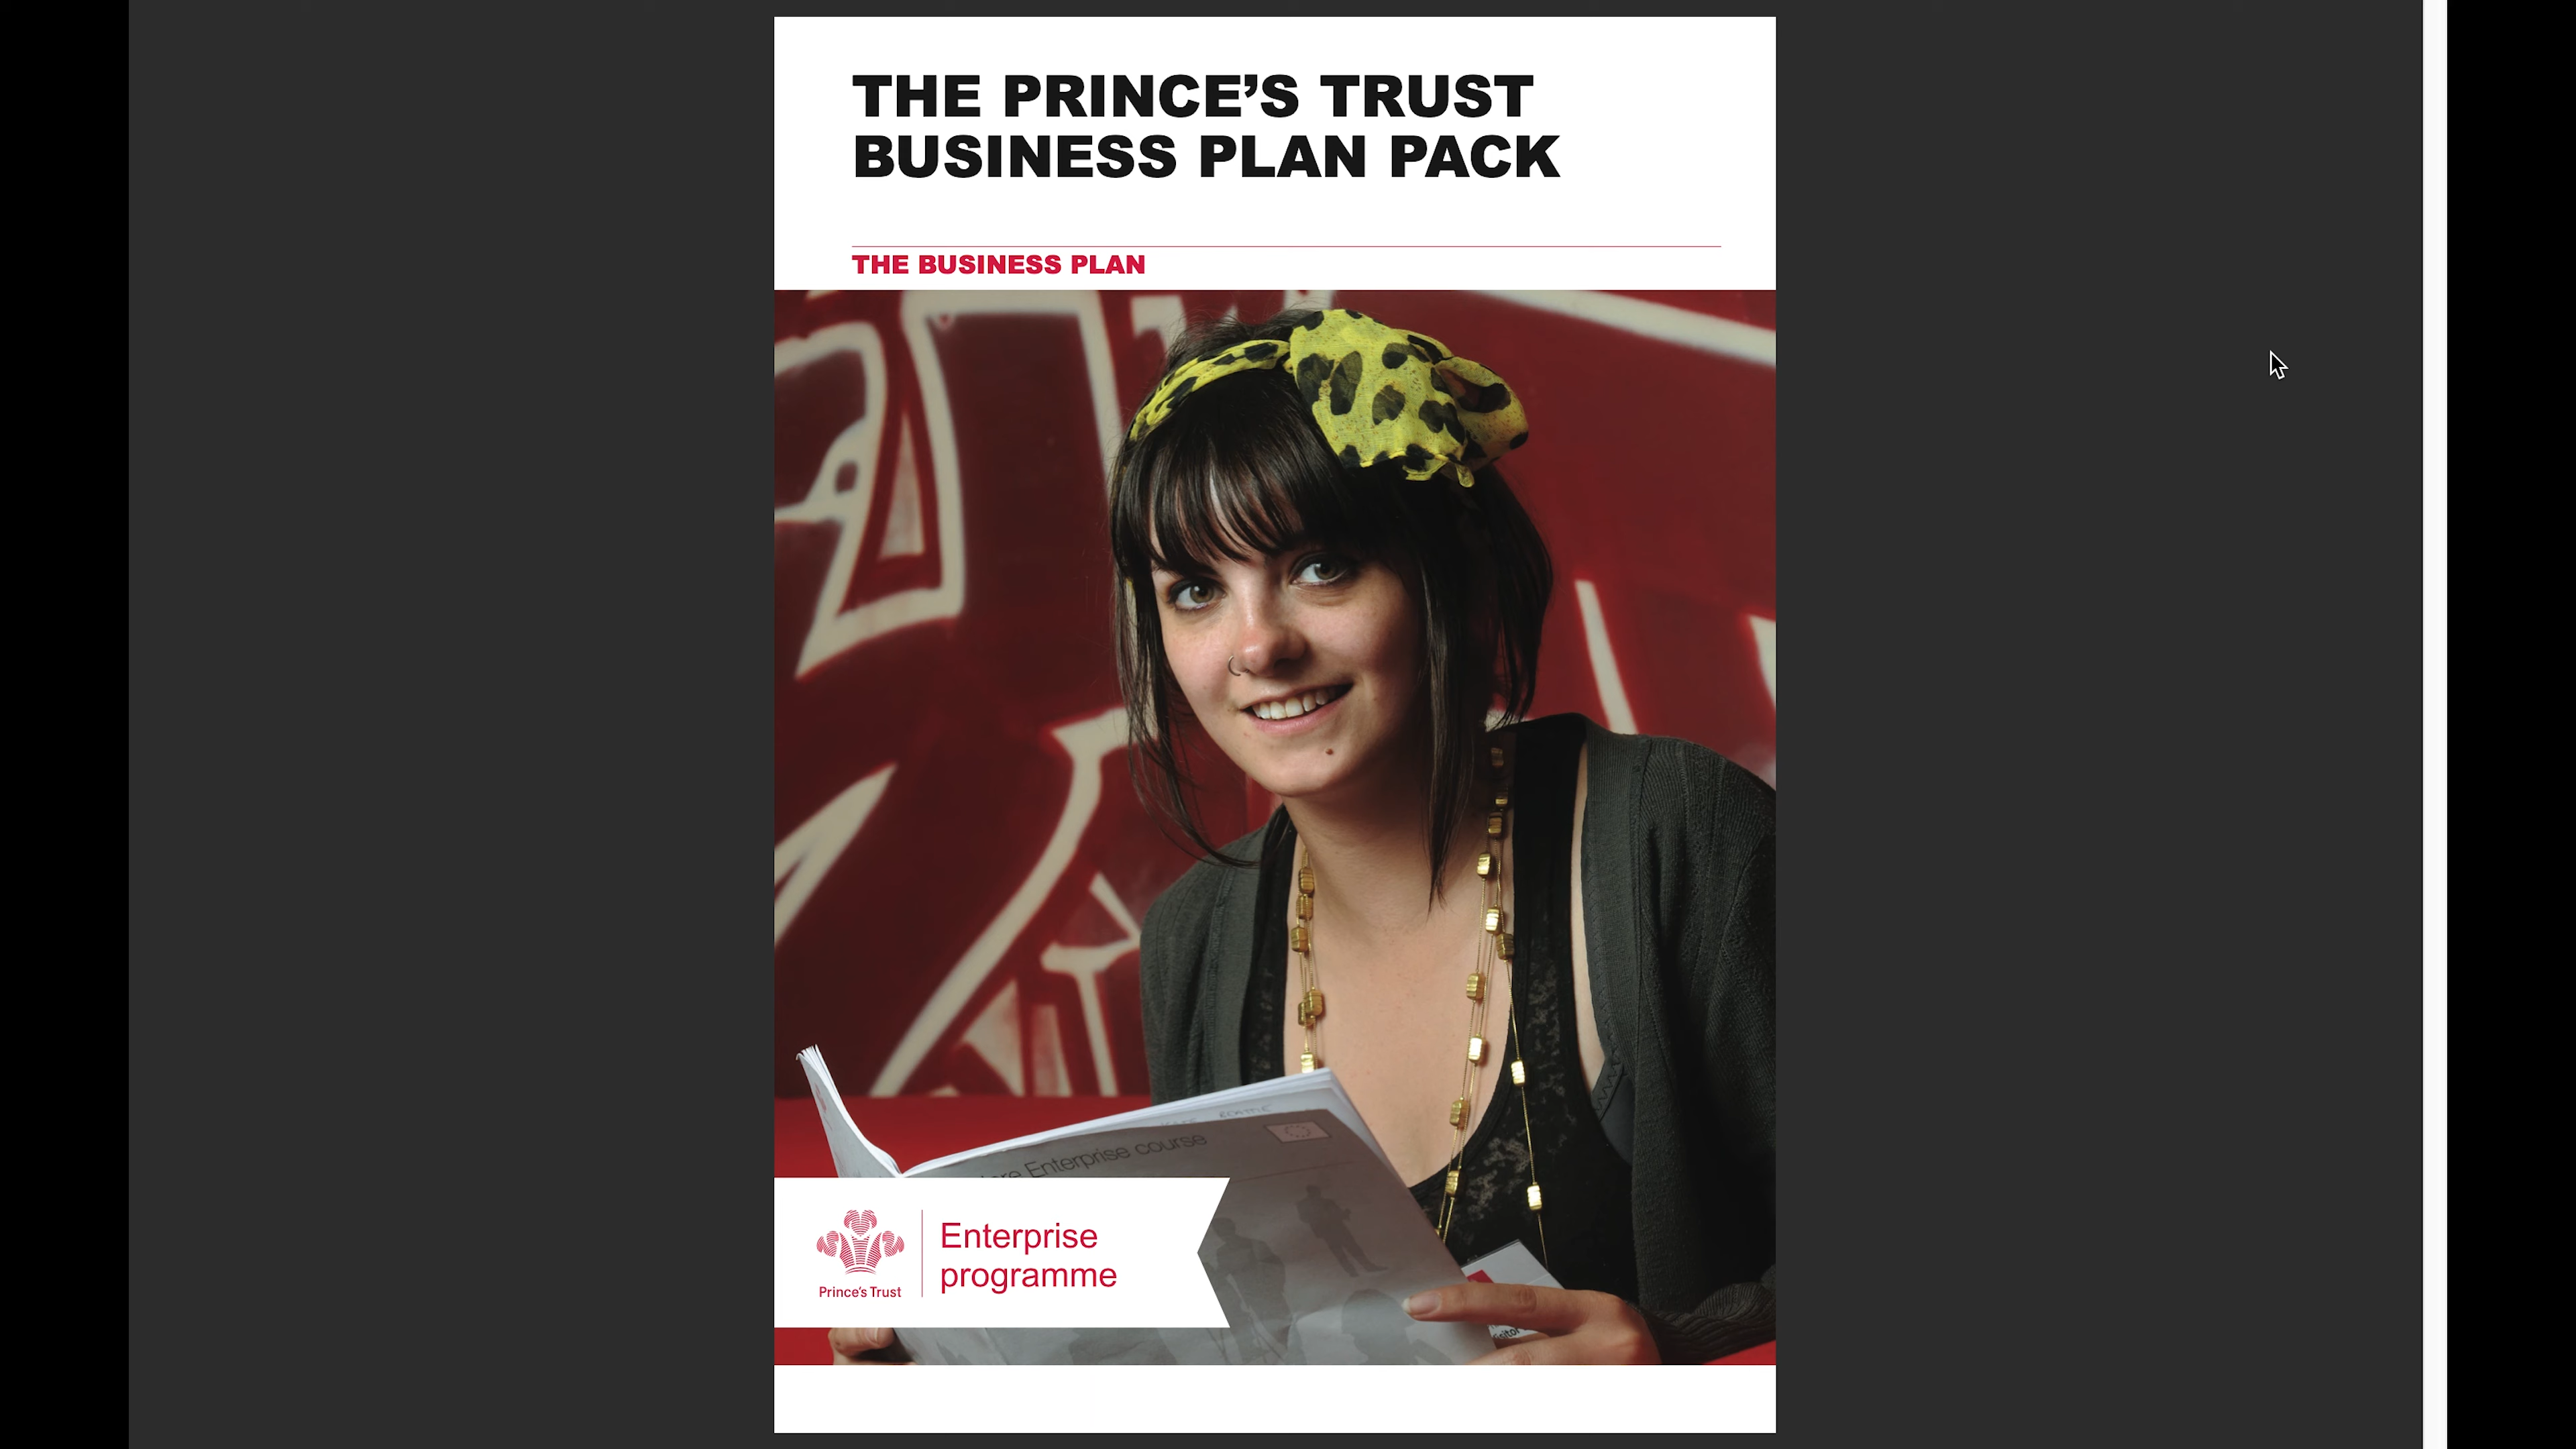 THE PRINCE’S TRUST
BUSINESS PLAN PACK
THE BUSINESS PLAN
Enterprise course
Enterprise
programme
Prince's Trust